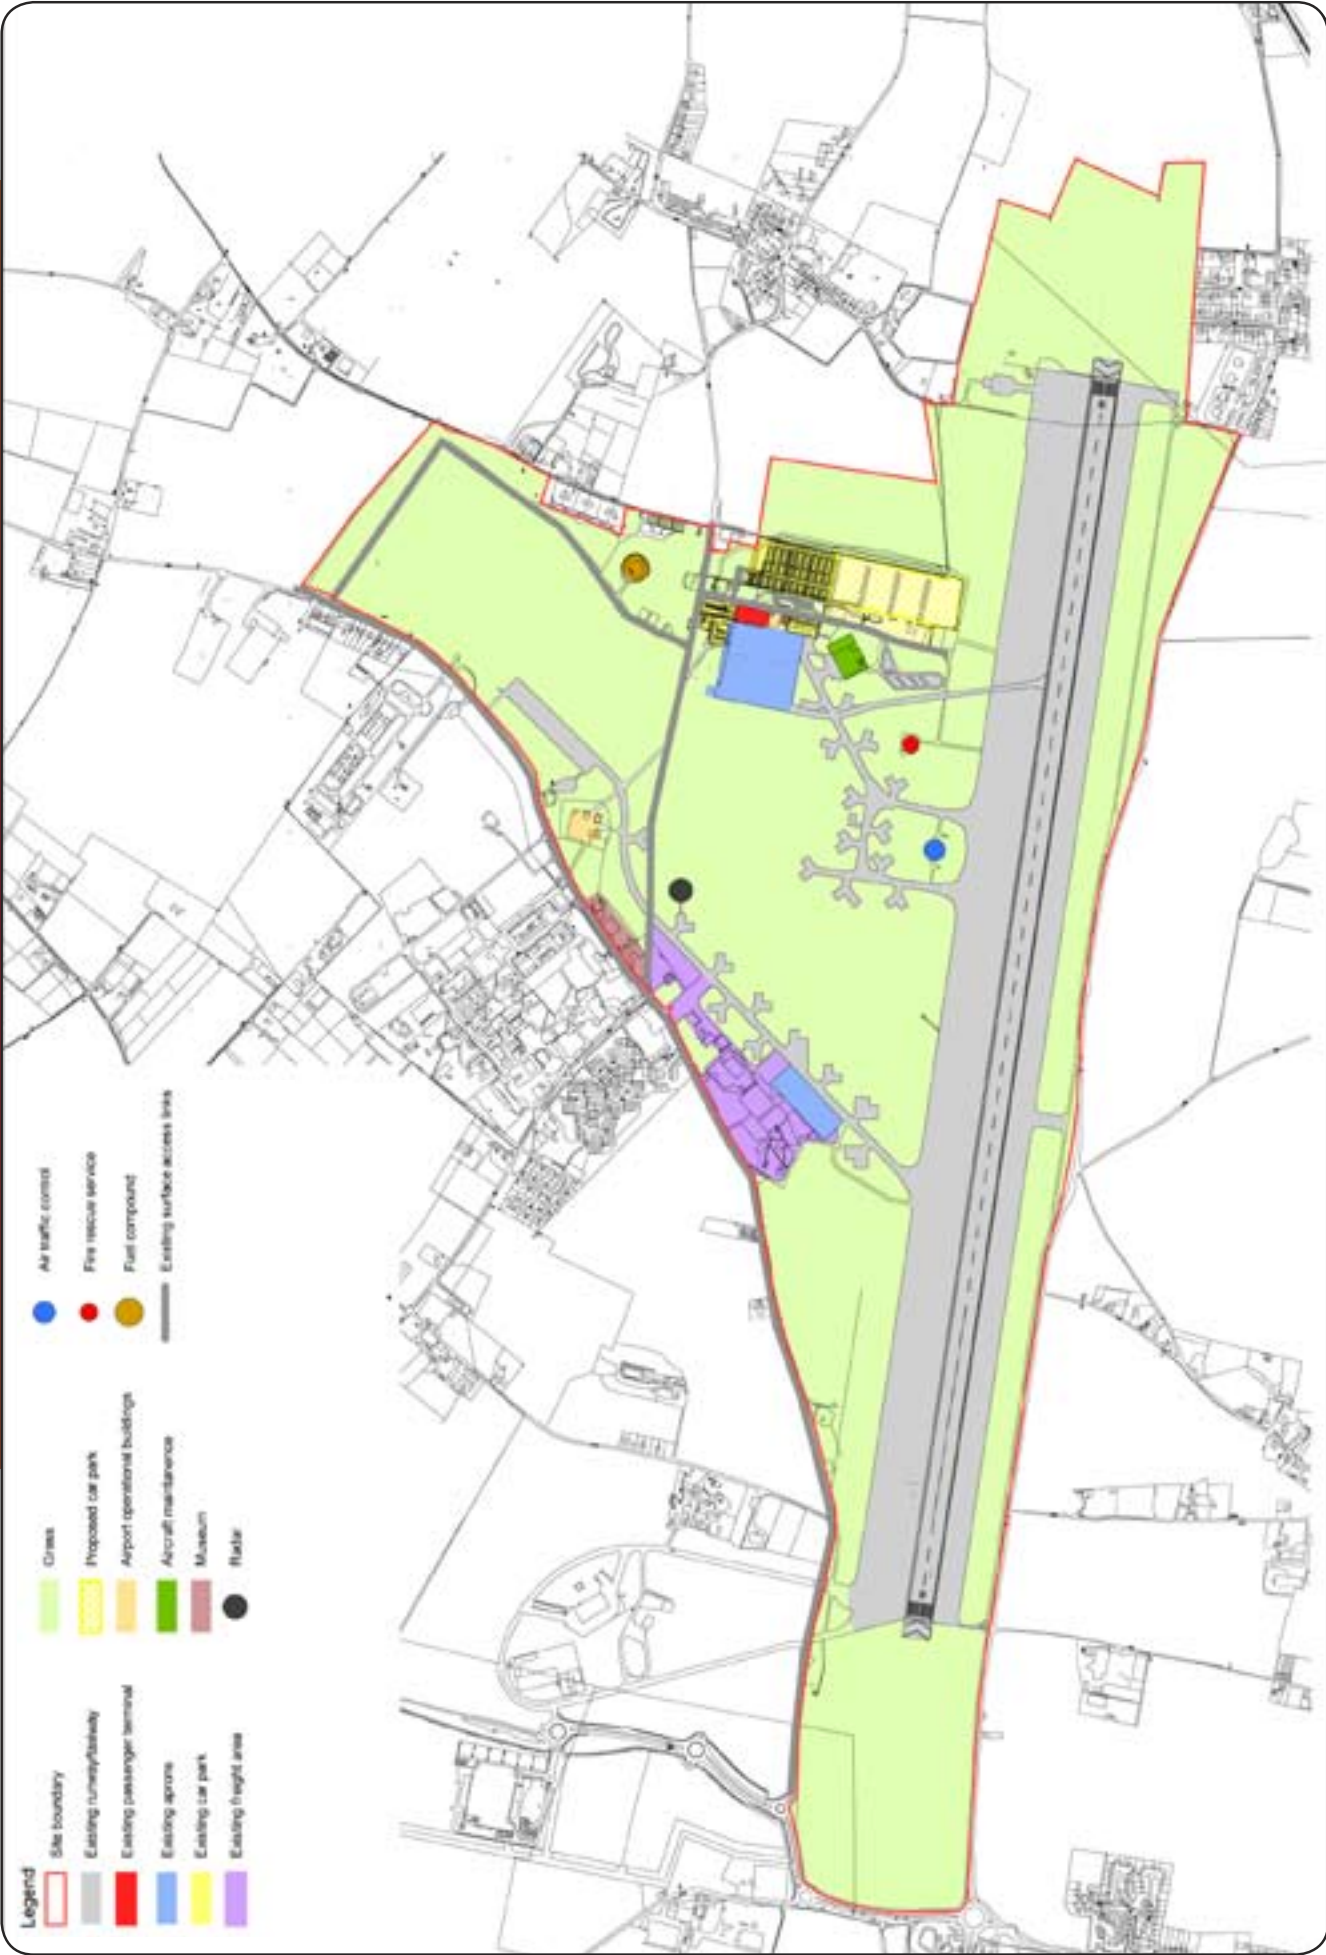 Legend
Site boundary
Existing runway/taxiway
Existing passenger terminal
Existing aprons
Existing car park
Existing freight area
Grass
Proposed car park
Airport operational buildings
Aircraft maintanence
Museum
Radar
Air traffic control
Fire rescue service
Fuel compound
Existing surface access links